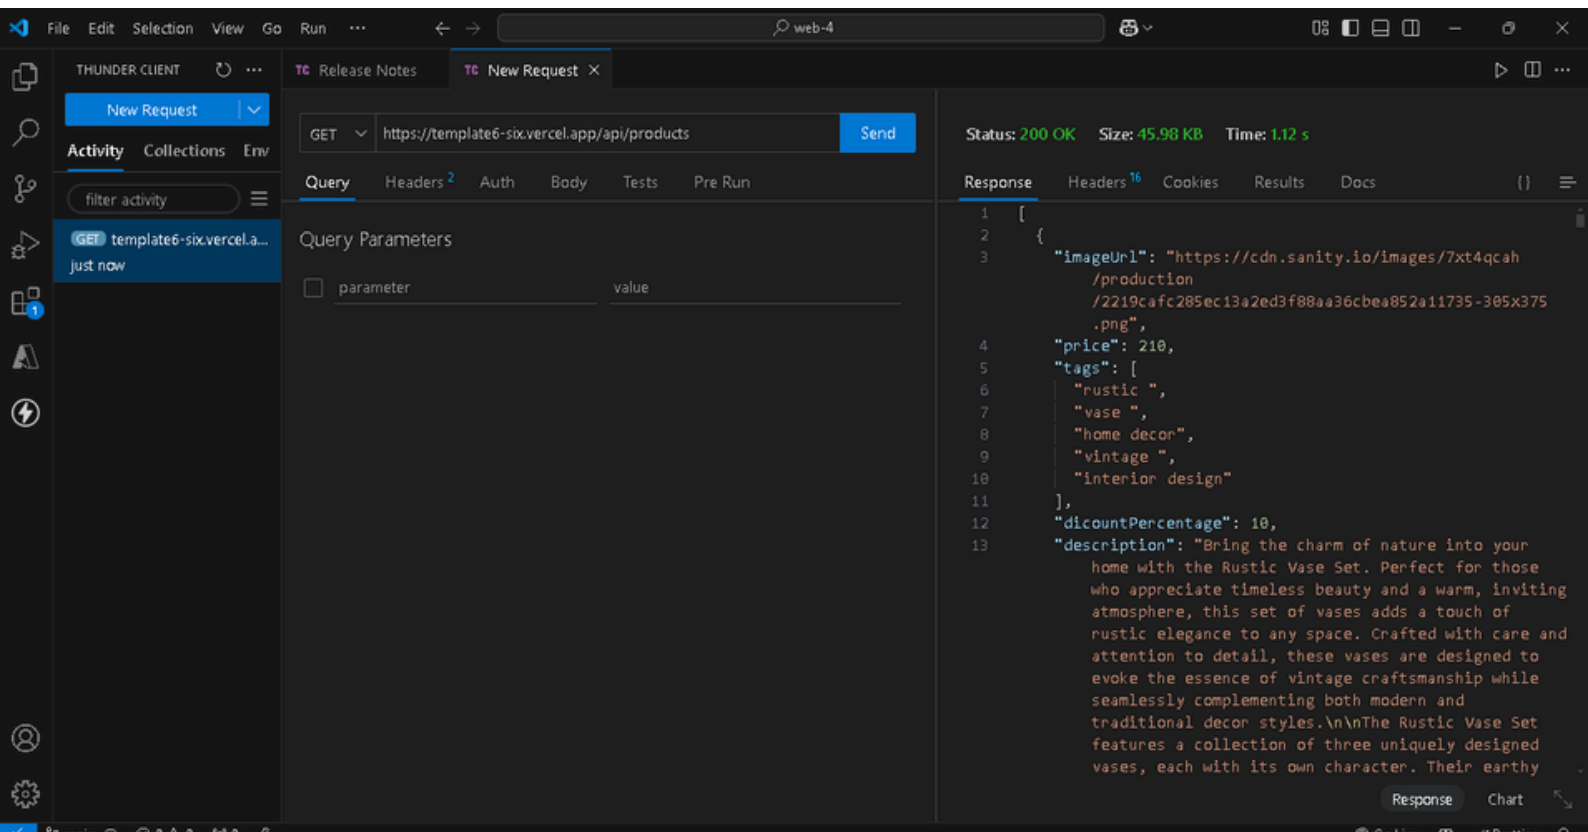 File Edit Selection View Go Run ··· web-4
THUNDER CLIENT
New Request
Activity Collections Env
filter activity
GET template6-six.vercel.a...
just now
1
TC Release Notes
TC New Request
GET https://template6-six.vercel.app/api/products Send
Query Headers 2 Auth Body Tests Pre Run
Query Parameters
parameter value
Status: 200 OK Size: 45.98 KB Time: 1.12 s
Response Headers 16 Cookies Results Docs {}
1 [
2 {
3 "imageUrl": "https://cdn.sanity.io/images/7xt4qcah
/production
/2219cafc285ec13a2ed3f88aa36cbea852a11735-305x375
.png",
4 "price": 210,
5 "tags": [
6 "rustic ",
7 "vase ",
8 "home decor",
9 "vintage ",
10 "interior design"
11 ],
12 "dicountPercentage": 10,
13 "description": "Bring the charm of nature into your
home with the Rustic Vase Set. Perfect for those
who appreciate timeless beauty and a warm, inviting
atmosphere, this set of vases adds a touch of
rustic elegance to any space. Crafted with care and
attention to detail, these vases are designed to
evoke the essence of vintage craftsmanship while
seamlessly complementing both modern and
traditional decor styles.\n\nThe Rustic Vase Set
features a collection of three uniquely designed
vases, each with its own character. Their earthy
Response Chart